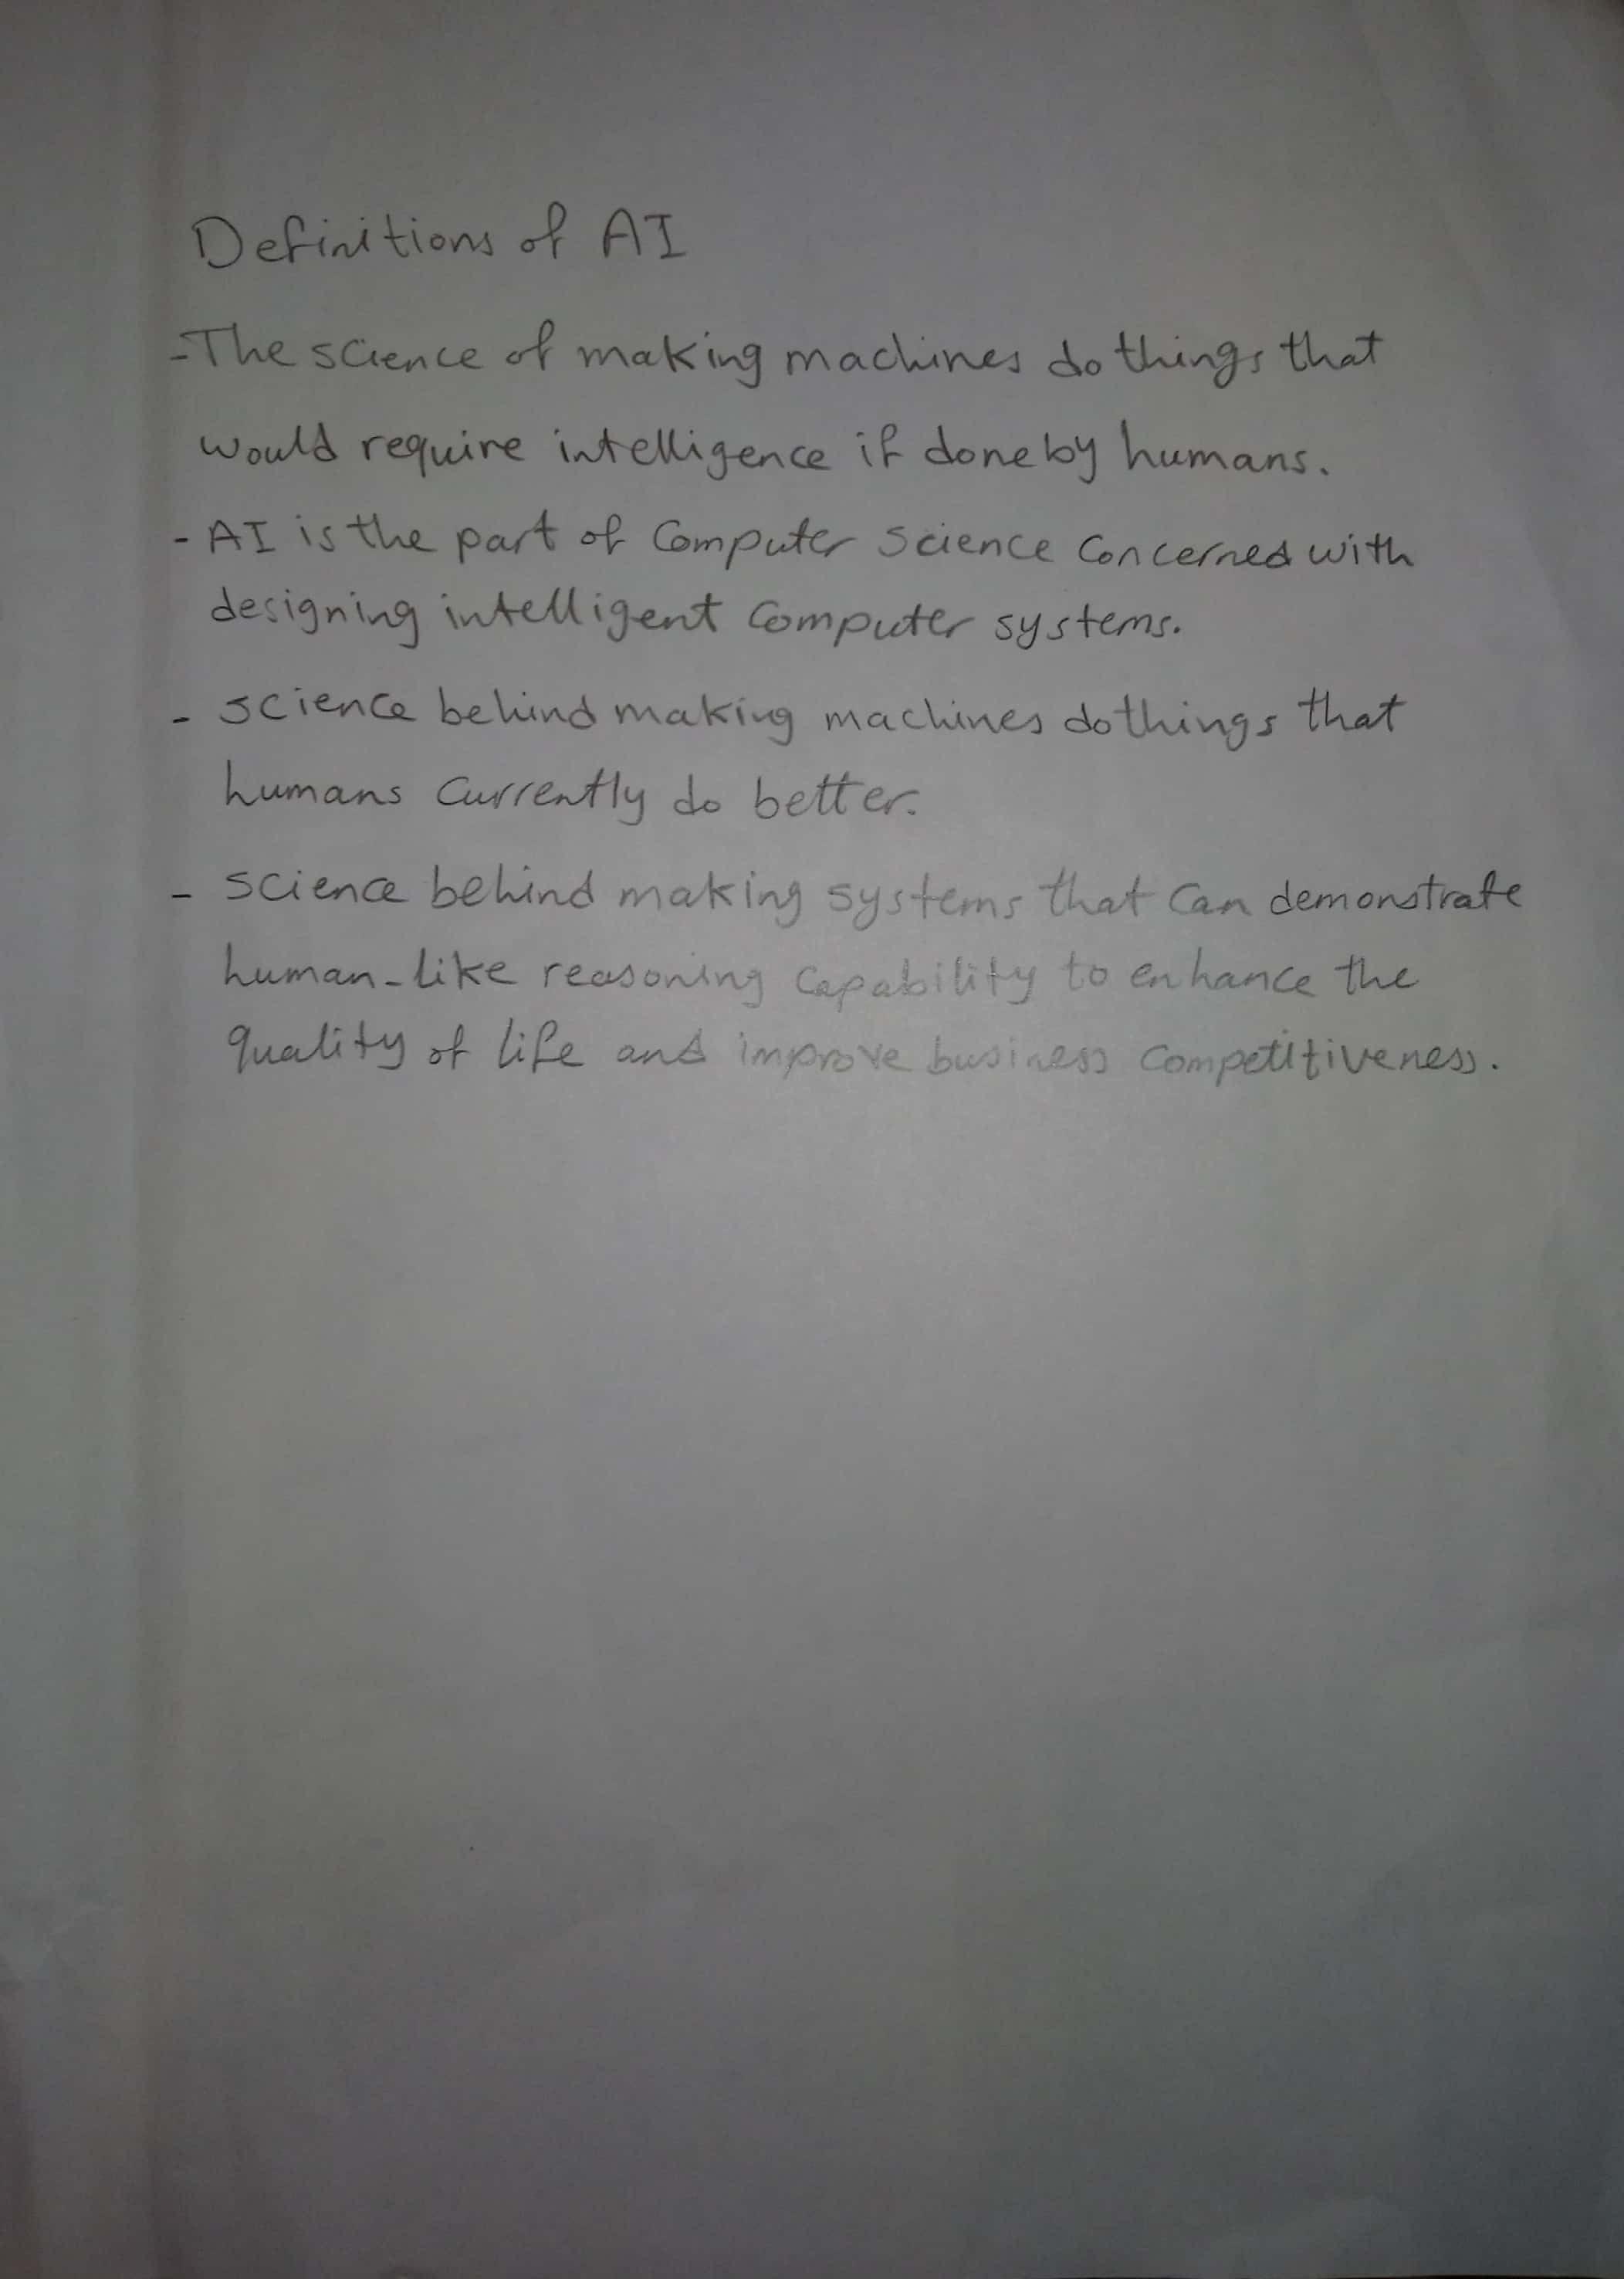 Definitions of AI
- The science of making machines do things that
would require intelligence if done by humans.
- AI is the part of Computer Science Concerned with
designing intelligent Computer systems.
- science behind making machines do things that
humans currently do better.
- science behind making systems that Can demonstrate
human-like reasoning capability to enhance the
quality of life and improve business competitiveness.